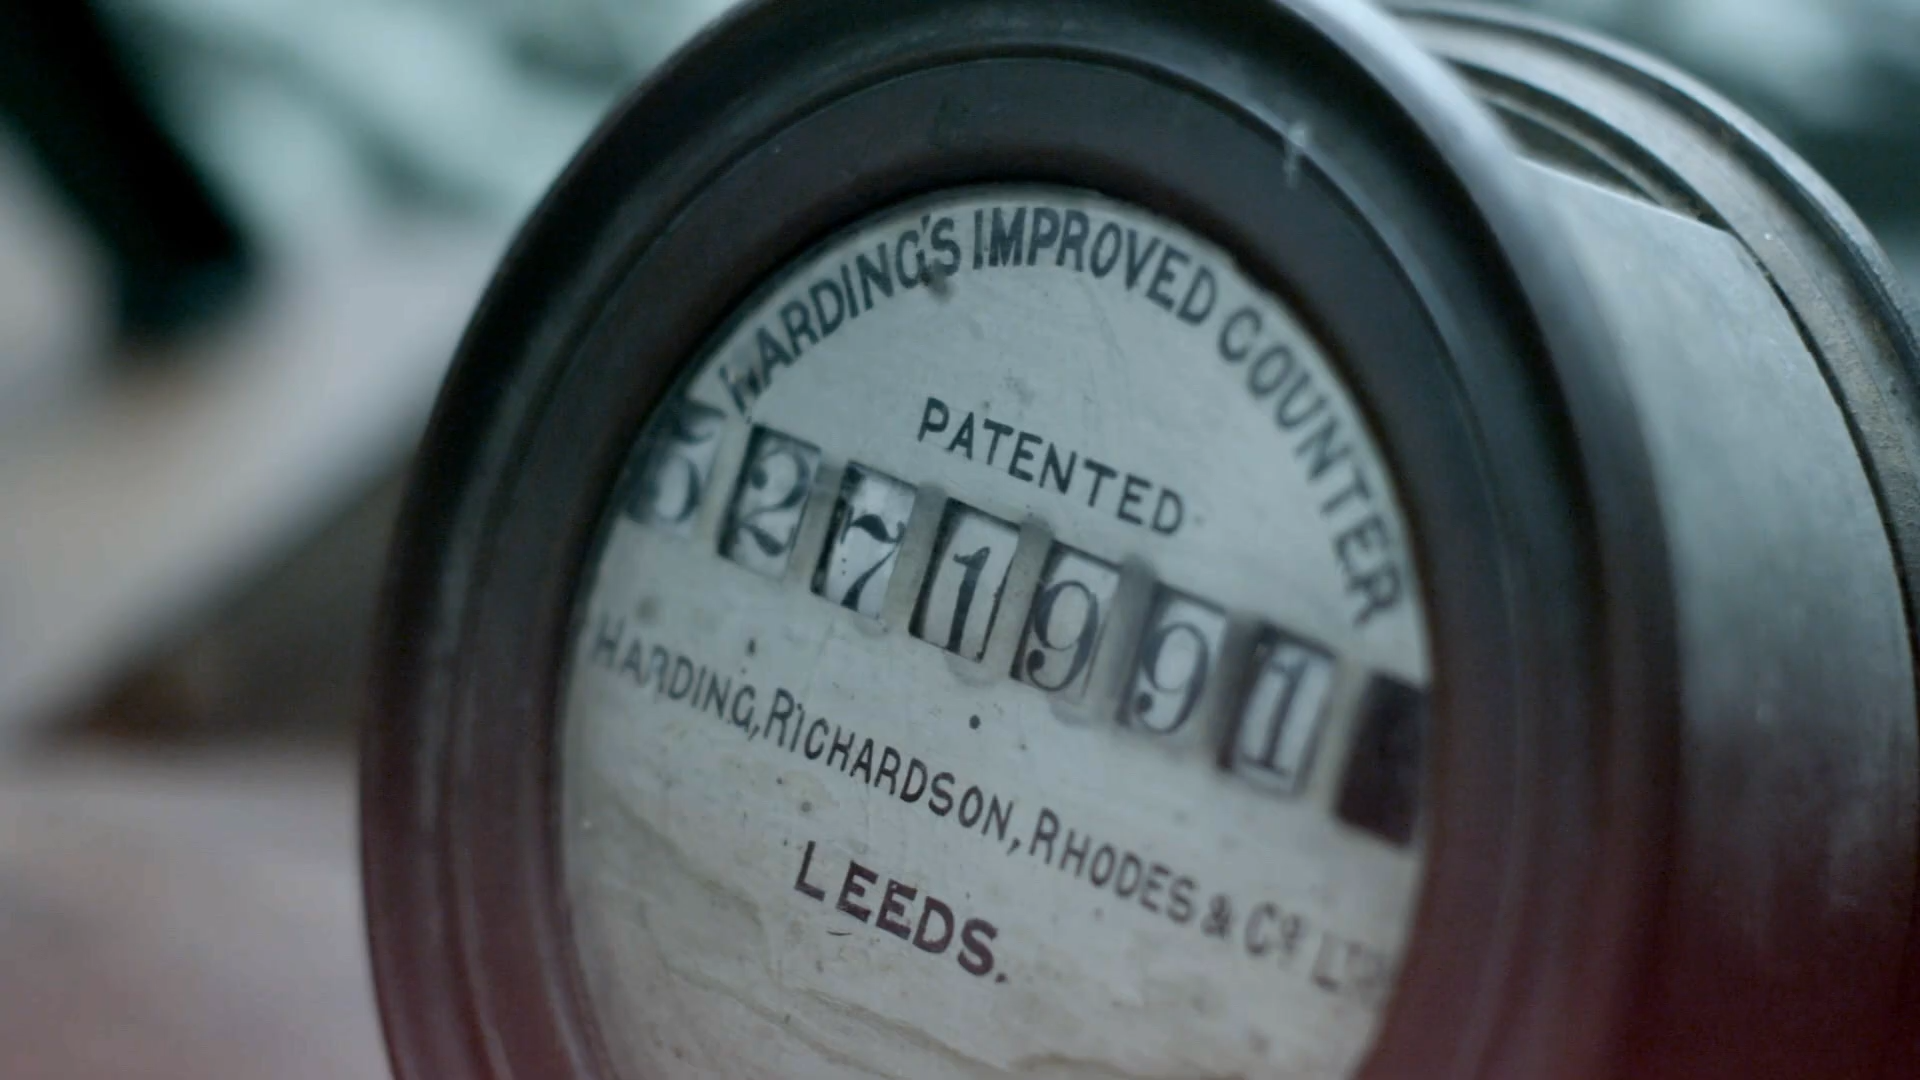 HARDING'S IMPROVED COUNTER
PATENTED
5271991
HARDING, RICHARDSON, RHODES & Co LTD
LEEDS.